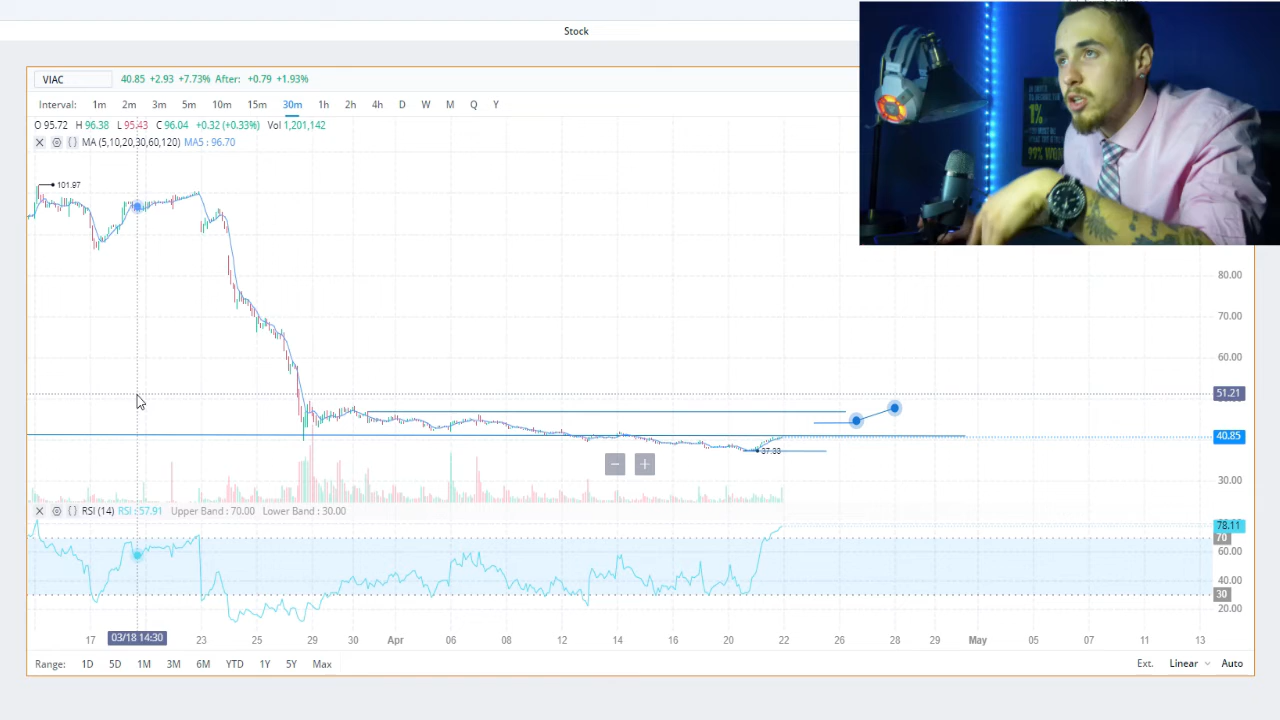 Stock
VIAC 40.85 +2.93 +7.73% After: +0.79 +1.93%
Interval: 1m 2m 3m 5m 10m 15m 30m 1h 2h 4h D W M Q Y
O 95.72 H 96.38 L 95.43 C 96.04 +0.32 (+0.33%) Vol 1,201,142
MA (5,10,20,30,60,120) MA5 : 96.70
1%
101.97
80.00
70.00
60.00
51.21
40.85
37.33
30.00
RSI (14) RSI :57.91 Upper Band : 70.00 Lower Band : 30.00
78.11
70
60.00
40.00
30
20.00
17 03/18 14:30 23 25 29 30 Apr 06 08 12 14 16 20 22 26 28 29 May 05 07 11 13
Range: 1D 5D 1M 3M 6M YTD 1Y 5Y Max Ext. Linear Auto